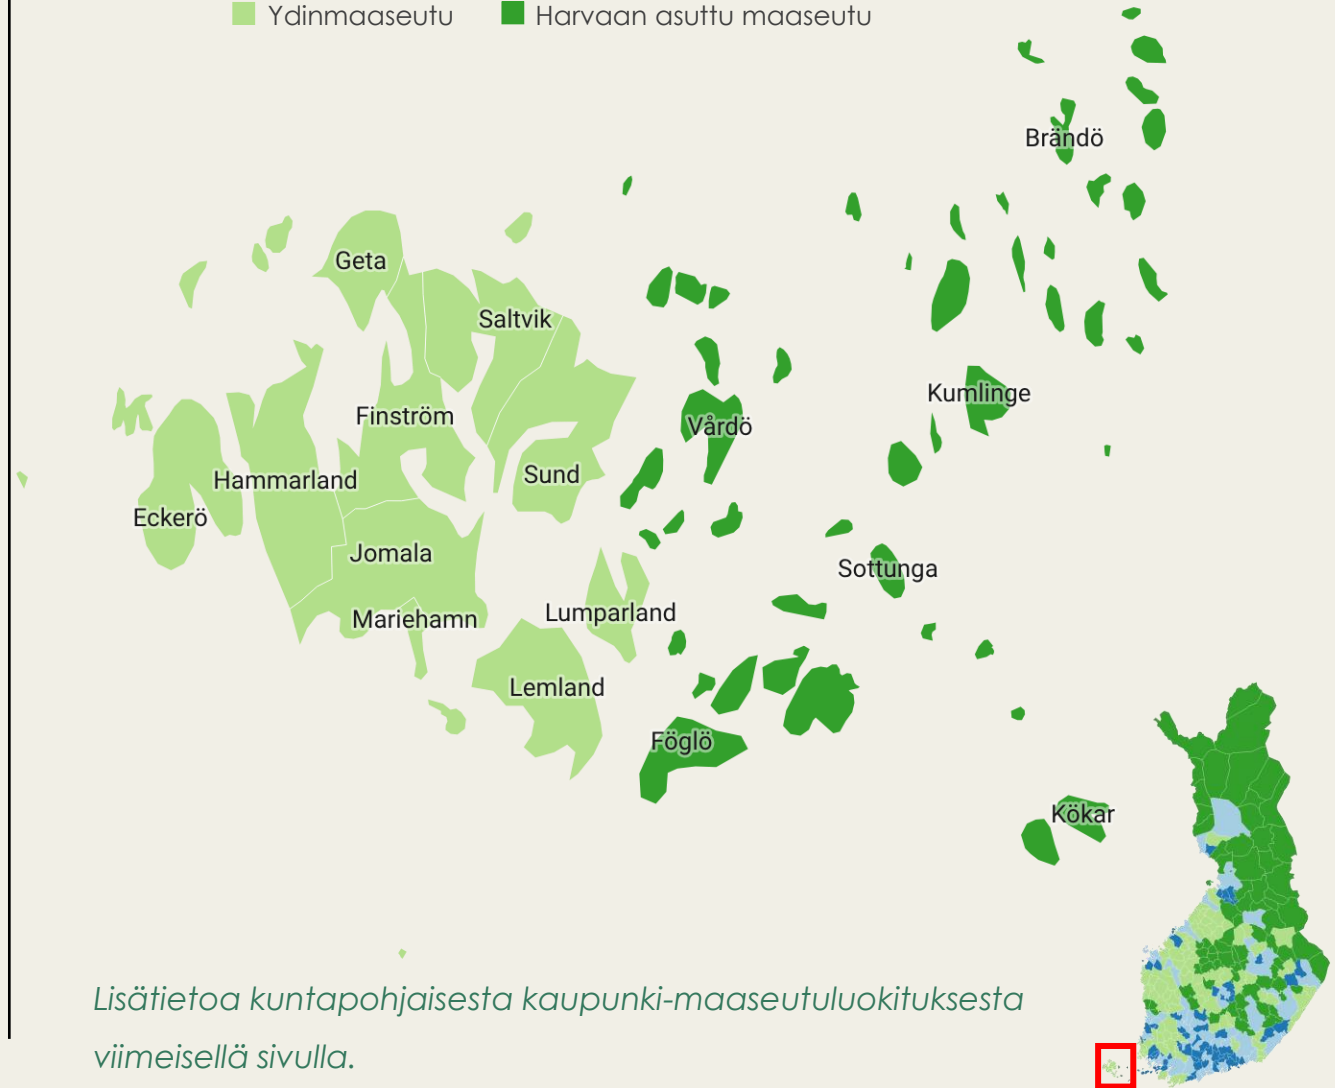 Ydinmaaseutu
Harvaan asuttu maaseutu
Brändö
Geta
Saltvik
Kumlinge
Finström
Vårdö
Hammarland
Sund
Eckerö
Jomala
Sottunga
Mariehamn
Lumparland
Lemland
Föglö
Kökar
Lisätietoa kuntapohjaisesta kaupunki-maaseutuluokituksesta
viimeisellä sivulla.